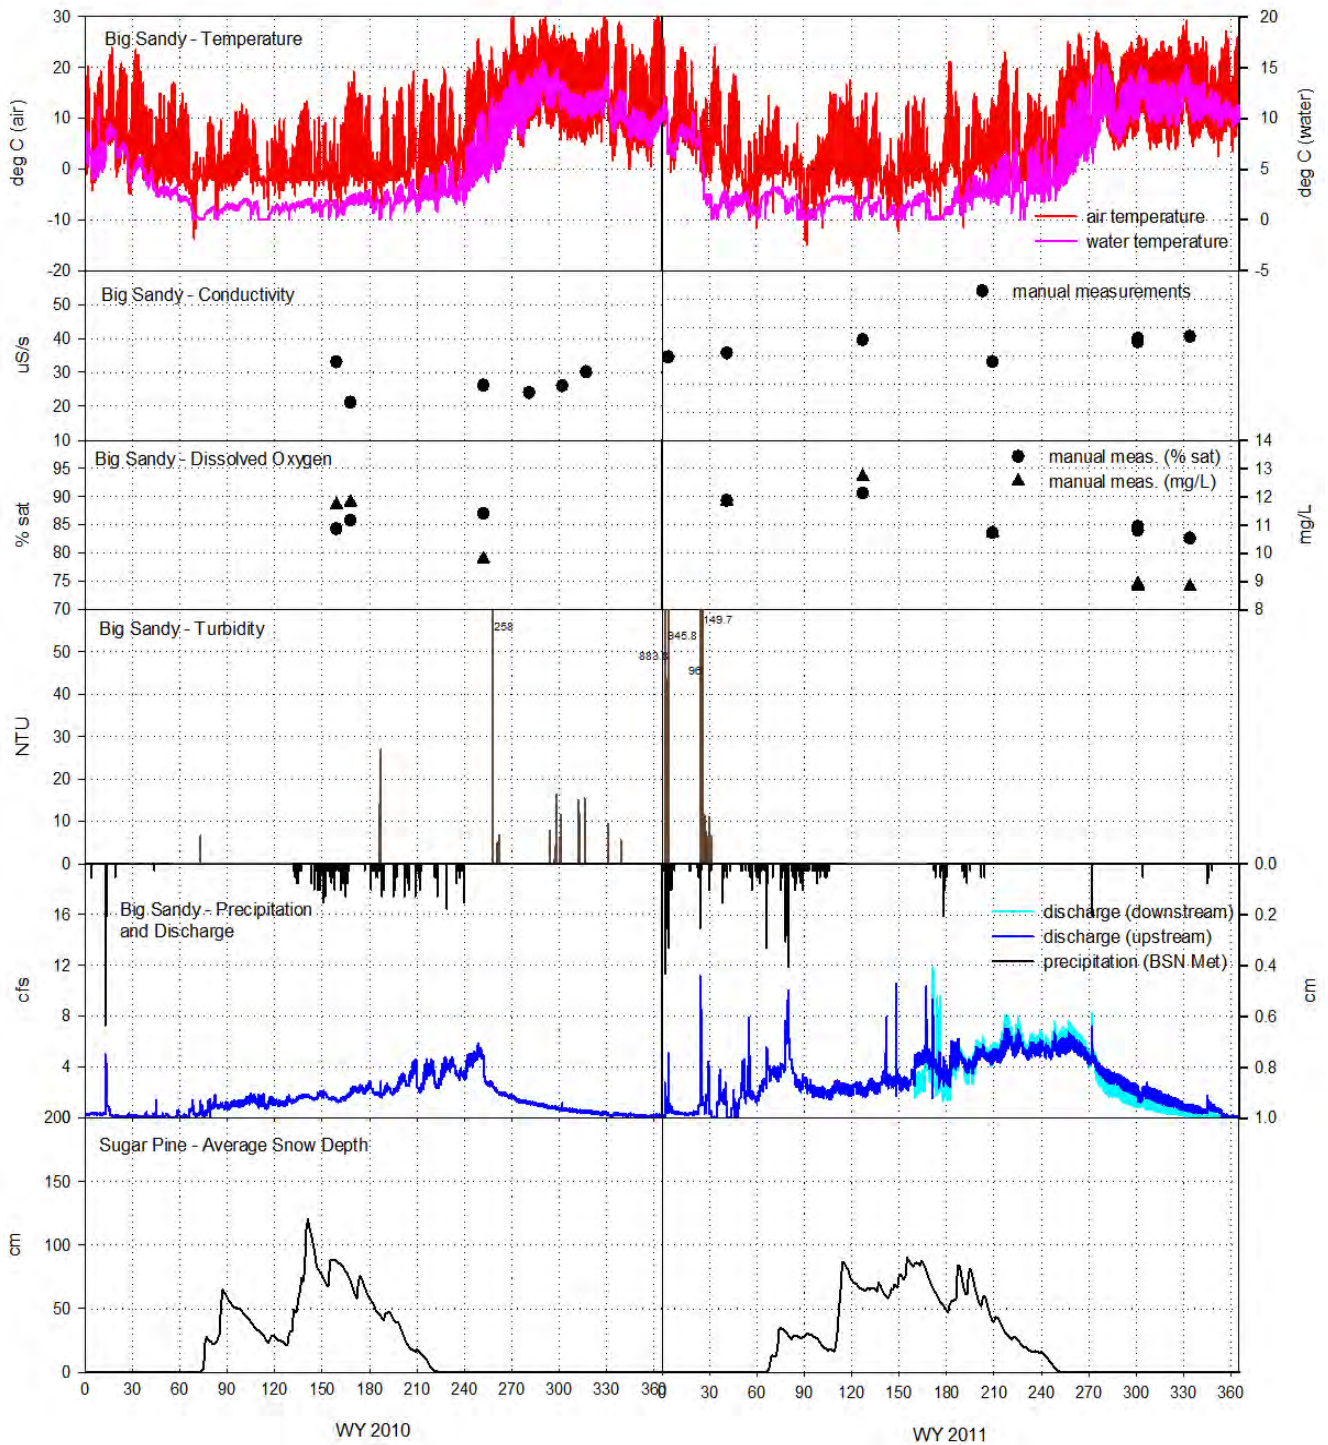 30
20
Big Sandy - Temperature
20
15
deg C (air)
10
10
deg C (water)
0
5
-10
0
air temperature
water temperature
-20
-5
Big Sandy - Conductivity
manual measurements
50
40
uS/s
30
20
10
14
Big Sandy - Dissolved Oxygen
manual meas. (% sat)
manual meas. (mg/L)
95
13
90
12
% sat
85
11
mg/L
80
10
75
9
70
8
Big Sandy - Turbidity
258
149.7
945.8
96
50
40
NTU
30
20
10
0
0.0
Big Sandy - Precipitation
and Discharge
16
0.2
discharge (downstream)
discharge (upstream)
precipitation (BSN Met)
12
0.4
cfs
cm
8
0.6
4
0.8
200
1.0
Sugar Pine - Average Snow Depth
150
100
cm
50
0
0 30 60 90 120 150 180 210 240 270 300 330 360
0 30 60 90 120 150 180 210 240 270 300 330 360
WY 2010
WY 2011